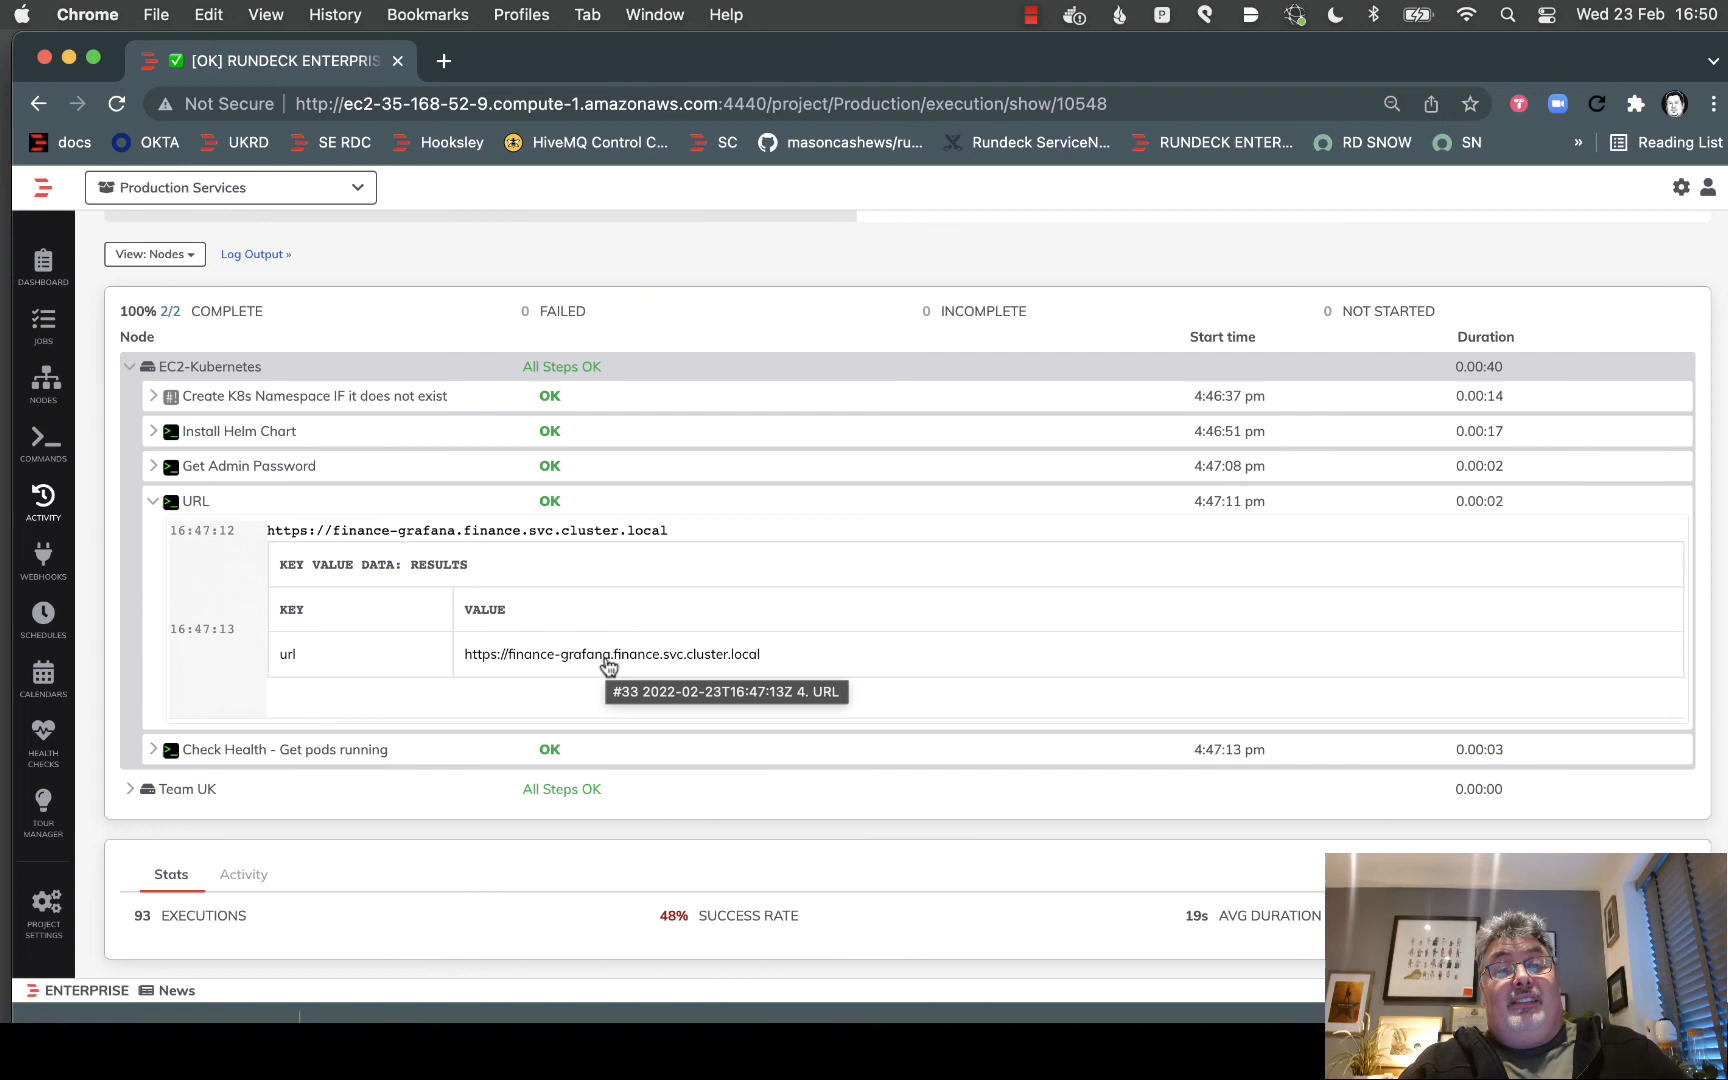 Chrome File Edit View History Bookmarks Profiles Tab Window Help Wed 23 Feb 16:50
[OK] RUNDECK ENTERPRIS
Not Secure http://ec2-35-168-52-9.compute-1.amazonaws.com:4440/project/Production/execution/show/10548
docs OKTA UKRD SE RDC Hooksley HiveMQ Control C... SC masoncashews/ru... Rundeck ServiceN... RUNDECK ENTER... RD SNOW SN » Reading List
Production Services
View: Nodes Log Output »
100% 2/2 COMPLETE 0 FAILED 0 INCOMPLETE 0 NOT STARTED
Node Start time Duration
EC2-Kubernetes All Steps OK 0.00:40
#! Create K8s Namespace IF it does not exist OK 4:46:37 pm 0.00:14
>_ Install Helm Chart OK 4:46:51 pm 0.00:17
>_ Get Admin Password OK 4:47:08 pm 0.00:02
>_ URL OK 4:47:11 pm 0.00:02
16:47:12 https://finance-grafana.finance.svc.cluster.local
KEY VALUE DATA: RESULTS
KEY VALUE
16:47:13
url https://finance-grafana.finance.svc.cluster.local
#33 2022-02-23T16:47:13Z 4. URL
>_ Check Health - Get pods running OK 4:47:13 pm 0.00:03
Team UK All Steps OK 0.00:00
Stats Activity
93 EXECUTIONS 48% SUCCESS RATE 19s AVG DURATION
DASHBOARD
JOBS
NODES
COMMANDS
ACTIVITY
WEBHOOKS
SCHEDULES
CALENDARS
HEALTH
CHECKS
TOUR
MANAGER
PROJECT
SETTINGS
ENTERPRISE News